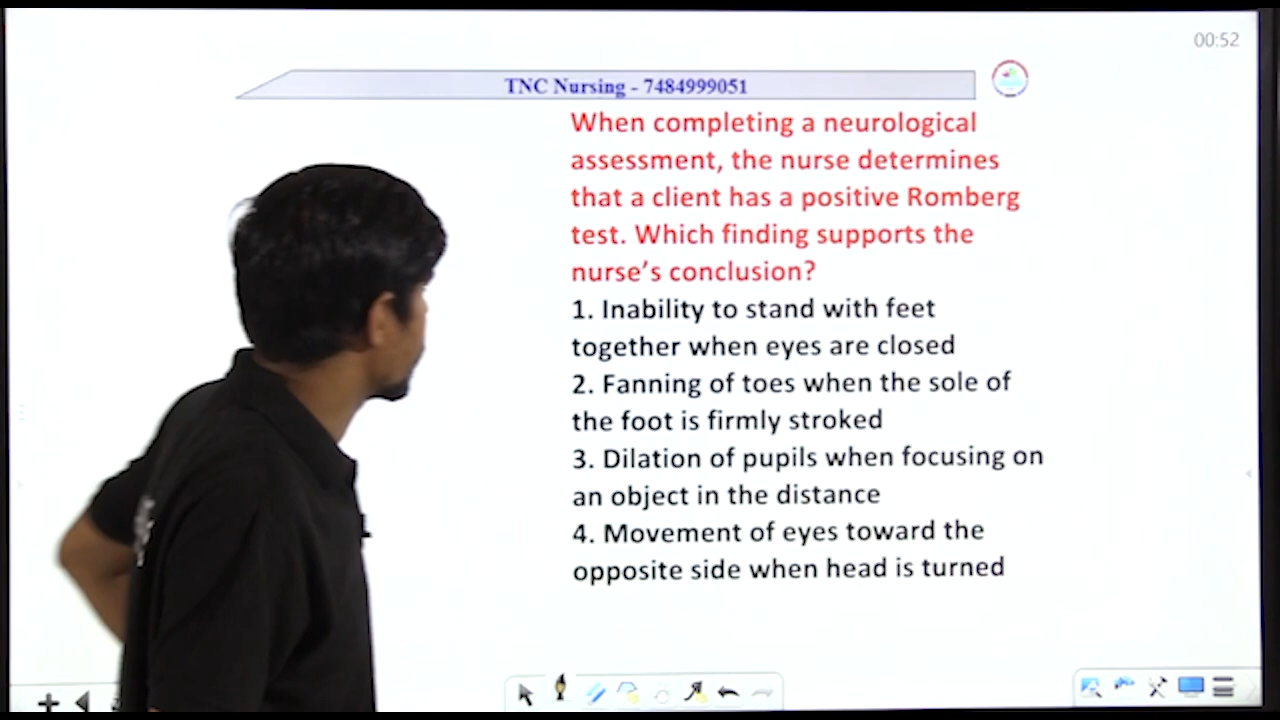 00:52
TNC Nursing - 7484999051
When completing a neurological
assessment, the nurse determines
that a client has a positive Romberg
test. Which finding supports the
nurse's conclusion?
1. Inability to stand with feet
together when eyes are closed
2. Fanning of toes when the sole of
the foot is firmly stroked
3. Dilation of pupils when focusing on
an object in the distance
4. Movement of eyes toward the
opposite side when head is turned